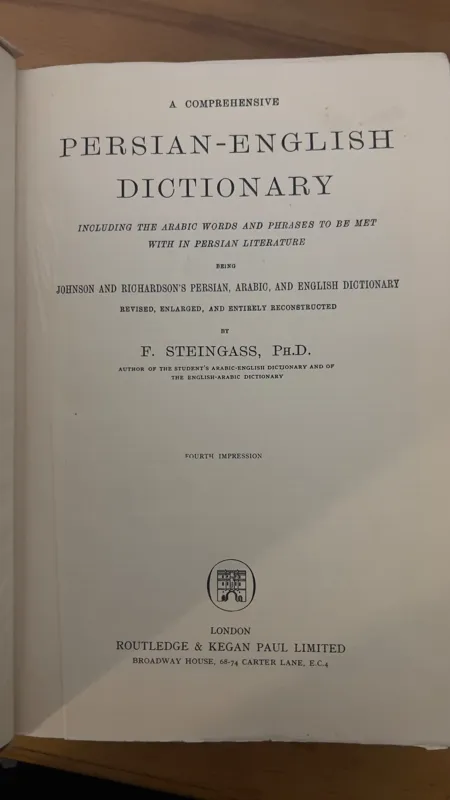 A COMPREHENSIVE
PERSIAN-ENGLISH
DICTIONARY
INCLUDING THE ARABIC WORDS AND PHRASES TO BE MET
WITH IN PERSIAN LITERATURE
BEING
JOHNSON AND RICHARDSON'S PERSIAN, ARABIC, AND ENGLISH DICTIONARY
REVISED, ENLARGED, AND ENTIRELY RECONSTRUCTED
BY
F. STEINGASS, PH.D.
AUTHOR OF THE STUDENT'S ARABIC-ENGLISH DICTIONARY AND OF
THE ENGLISH-ARABIC DICTIONARY
FOURTH IMPRESSION
LONDON
ROUTLEDGE & KEGAN PAUL LIMITED
BROADWAY HOUSE, 68-74 CARTER LANE, E.C.4